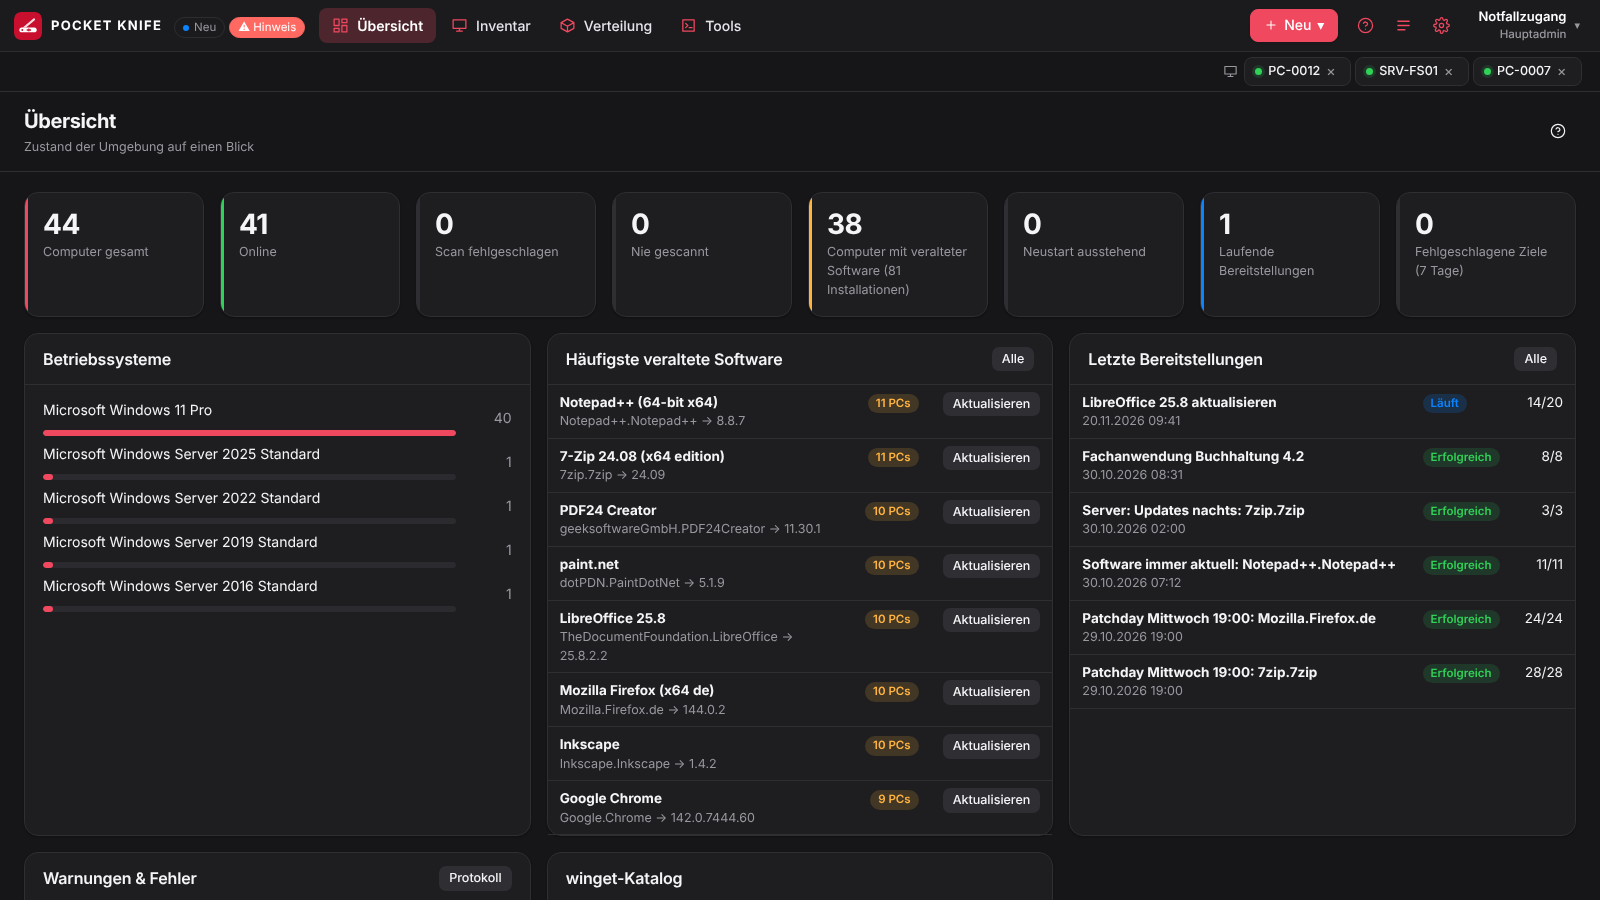 POCKET KNIFE
Neu
Hinweis
Übersicht
Inventar
Verteilung
Tools
+ Neu ▾
Notfallzugang
Hauptadmin
PC-0012 ×
SRV-FS01 ×
PC-0007 ×
Übersicht
Zustand der Umgebung auf einen Blick
44
Computer gesamt
41
Online
0
Scan fehlgeschlagen
0
Nie gescannt
38
Computer mit veralteter
Software (81
Installationen)
0
Neustart ausstehend
1
Laufende
Bereitstellungen
0
Fehlgeschlagene Ziele
(7 Tage)
Betriebssysteme
Microsoft Windows 11 Pro
40
Microsoft Windows Server 2025 Standard
1
Microsoft Windows Server 2022 Standard
1
Microsoft Windows Server 2019 Standard
1
Microsoft Windows Server 2016 Standard
1
Häufigste veraltete Software
Alle
Notepad++ (64-bit x64)
Notepad++.Notepad++ → 8.8.7
11 PCs
Aktualisieren
7-Zip 24.08 (x64 edition)
7zip.7zip → 24.09
11 PCs
Aktualisieren
PDF24 Creator
geeksoftwareGmbH.PDF24Creator → 11.30.1
10 PCs
Aktualisieren
paint.net
dotPDN.PaintDotNet → 5.1.9
10 PCs
Aktualisieren
LibreOffice 25.8
TheDocumentFoundation.LibreOffice →
25.8.2.2
10 PCs
Aktualisieren
Mozilla Firefox (x64 de)
Mozilla.Firefox.de → 144.0.2
10 PCs
Aktualisieren
Inkscape
Inkscape.Inkscape → 1.4.2
10 PCs
Aktualisieren
Google Chrome
Google.Chrome → 142.0.7444.60
9 PCs
Aktualisieren
Letzte Bereitstellungen
Alle
LibreOffice 25.8 aktualisieren
20.11.2026 09:41
Läuft
14/20
Fachanwendung Buchhaltung 4.2
30.10.2026 08:31
Erfolgreich
8/8
Server: Updates nachts: 7zip.7zip
30.10.2026 02:00
Erfolgreich
3/3
Software immer aktuell: Notepad++.Notepad++
30.10.2026 07:12
Erfolgreich
11/11
Patchday Mittwoch 19:00: Mozilla.Firefox.de
29.10.2026 19:00
Erfolgreich
24/24
Patchday Mittwoch 19:00: 7zip.7zip
29.10.2026 19:00
Erfolgreich
28/28
Warnungen & Fehler
Protokoll
winget-Katalog